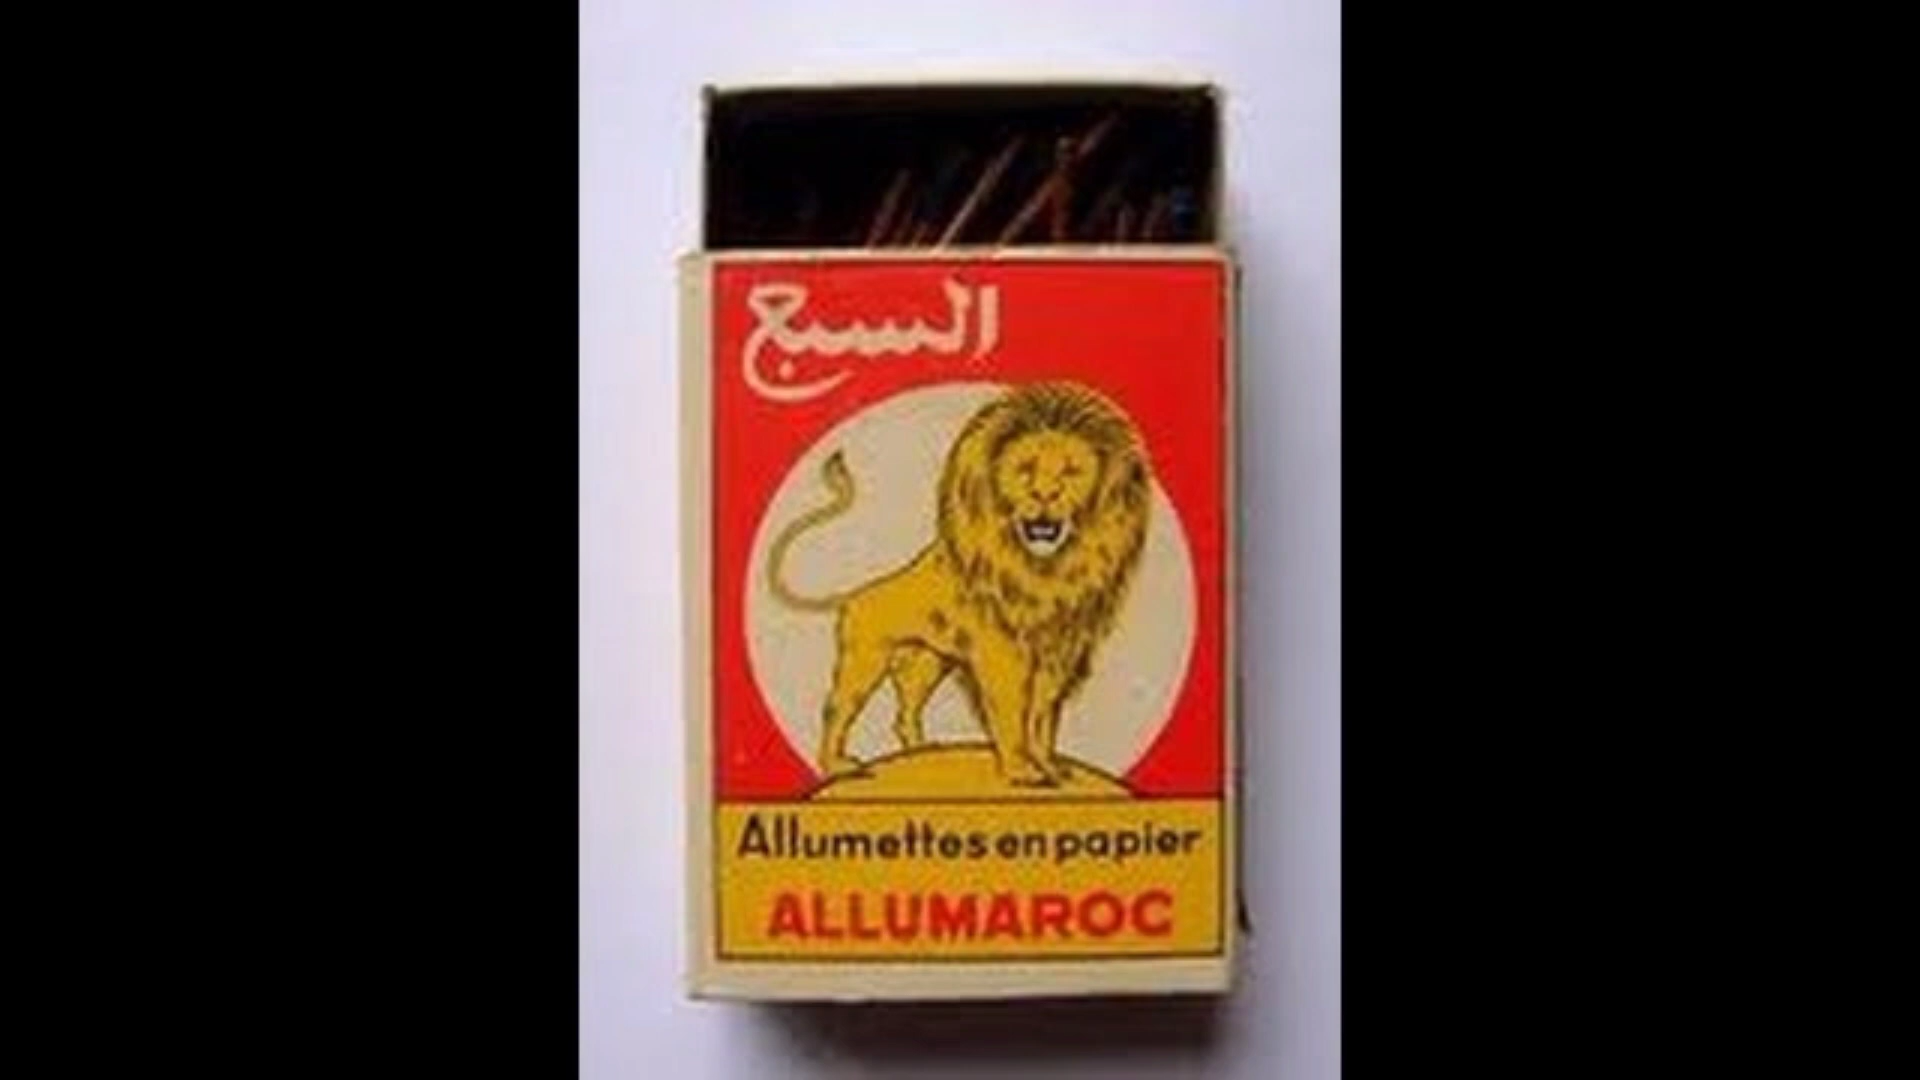 السبع
Allumettes en papier
ALLUMAROC